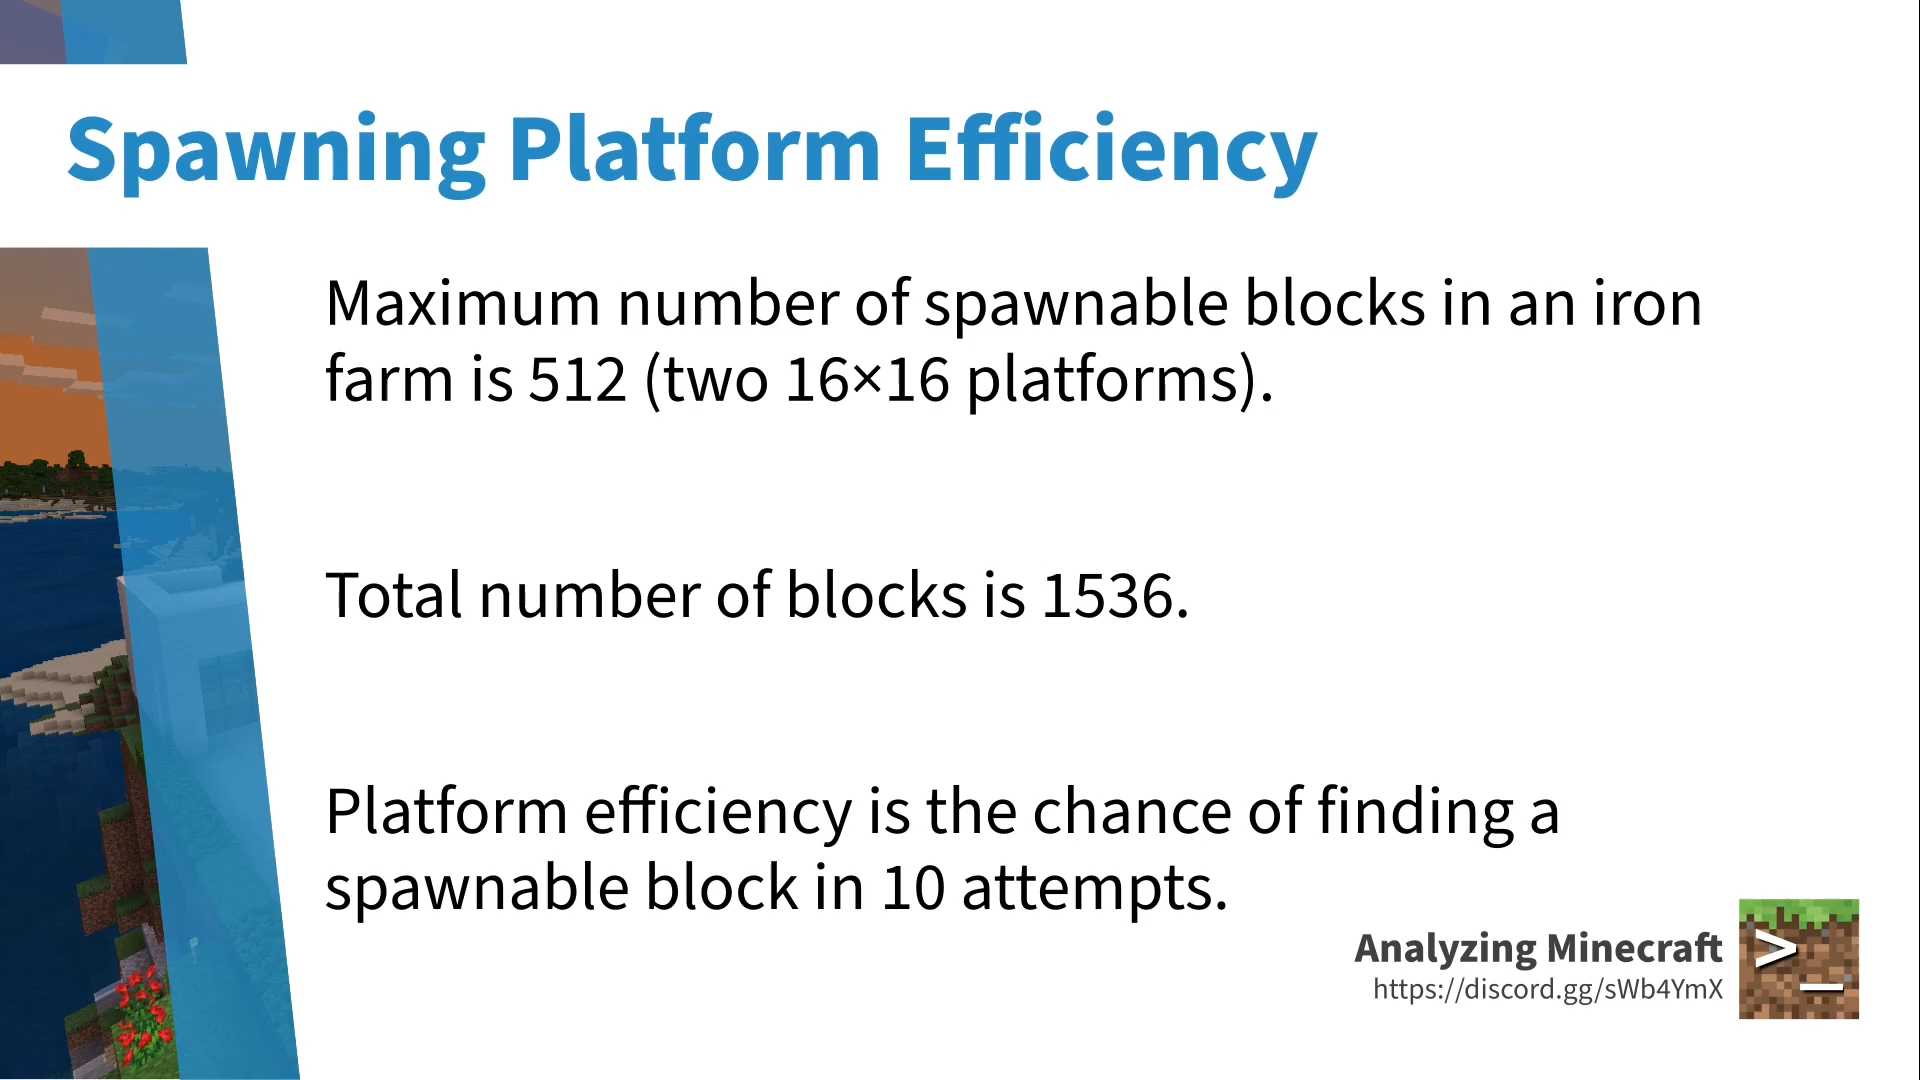 Spawning Platform Efficiency
Maximum number of spawnable blocks in an iron
farm is 512 (two 16×16 platforms).
Total number of blocks is 1536.
Platform efficiency is the chance of finding a
spawnable block in 10 attempts.
Analyzing Minecraft
https://discord.gg/sWb4YmX
>_